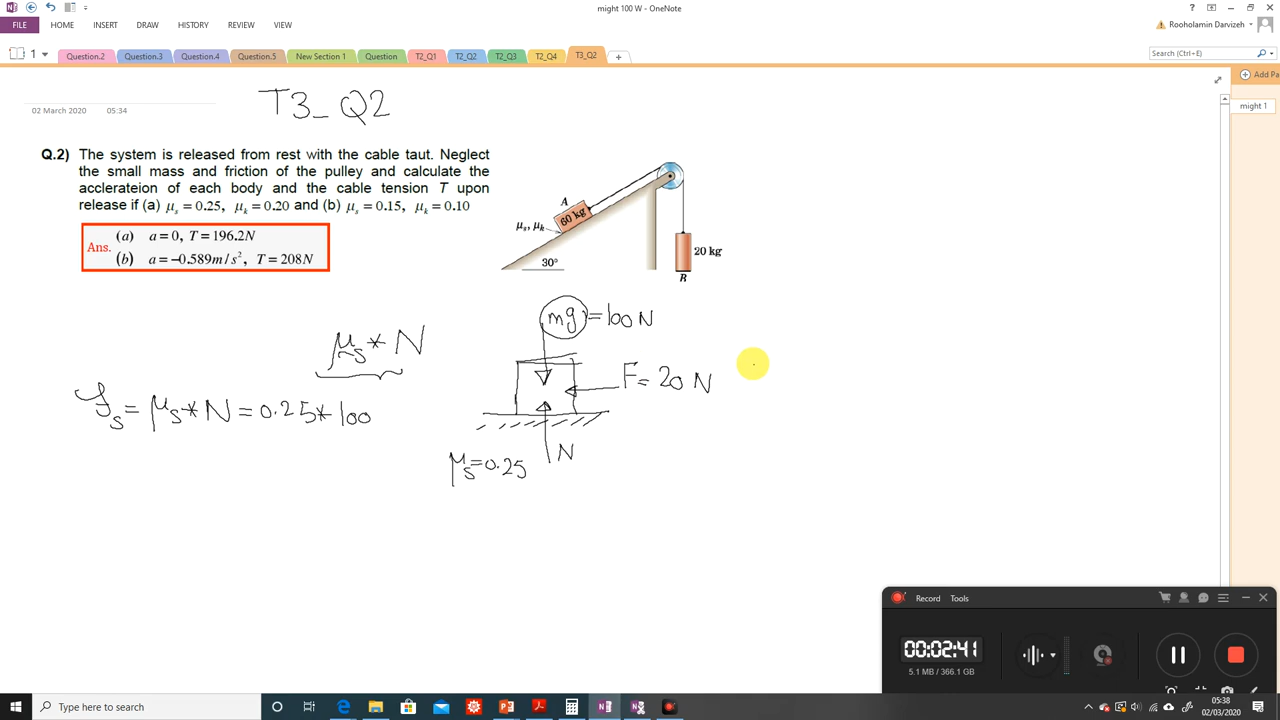 might 100 W - OneNote
FILE HOME INSERT DRAW HISTORY REVIEW VIEW
Rooholamin Darvizeh
1 Question.2 Question.3 Question.4 Question.5 New Section 1 Question T2_Q1 T2_Q2 T2_Q3 T2_Q4 T3_Q2 +
Search (Ctrl+E)
Add Pa
might 1
02 March 2020 05:34
T3_Q2
Q.2) The system is released from rest with the cable taut. Neglect
the small mass and friction of the pulley and calculate the
acclerateion of each body and the cable tension T upon
release if (a) μs = 0.25, μk = 0.20 and (b) μs = 0.15, μk = 0.10
Ans.
(a) a = 0, T = 196.2N
(b) a = −0.589m/s², T = 208N
A
60 kg
μs, μk
30°
20 kg
B
mg = 100 N
μs * N
F = 20 N
fs = μs * N = 0.25 * 100
N
μs = 0.25
Record Tools
00:02:41
5.1 MB / 366.1 GB
Type here to search
05:38
02/03/2020